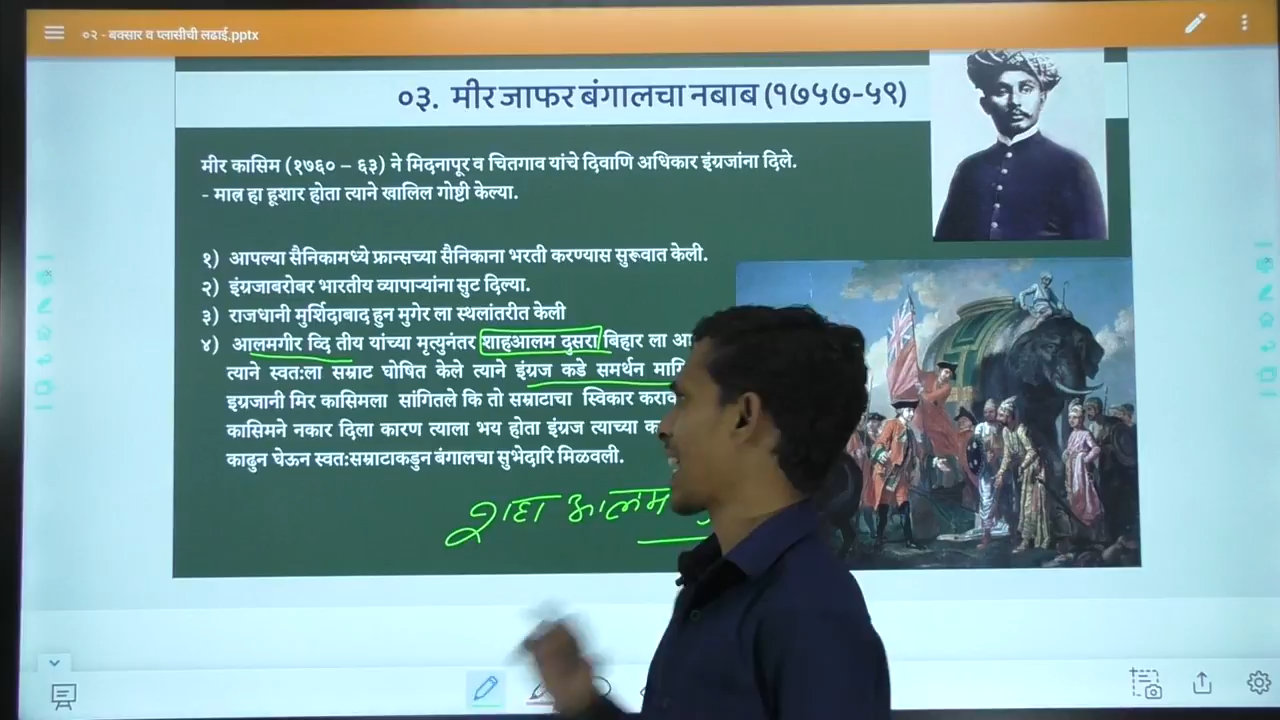 ०२ - बक्सार व प्लासीची लढाई.pptx
०३. मीर जाफर बंगालचा नबाब (१७५७-५९)
मीर कासिम (१७६० – ६३) ने मिदनापूर व चितगाव यांचे दिवाणि अधिकार इंग्रजांना दिले.
- मात्र हा हूशार होता त्याने खालिल गोष्टी केल्या.
१) आपल्या सैनिकामध्ये फ्रान्सच्या सैनिकाना भरती करण्यास सुरूवात केली.
२) इंग्रजाबरोबर भारतीय व्यापाऱ्यांना सुट दिल्या.
३) राजधानी मुर्शिदाबाद हुन मुगेर ला स्थलांतरीत केली
४) आलमगीर व्दि तीय यांच्या मृत्युनंतर शाहआलम दुसरा बिहार ला
त्याने स्वत:ला सम्राट घोषित केले त्याने इंग्रज कडे समर्थन
इग्रजानी मिर कासिमला सांगितले कि तो सम्राटाचा स्विकार
कासिमने नकार दिला कारण त्याला भय होता इंग्रज त्याच्या
काढुन घेऊन स्वत:सम्राटाकडुन बंगालचा सुभेदारि मिळवली.
शहा आलम